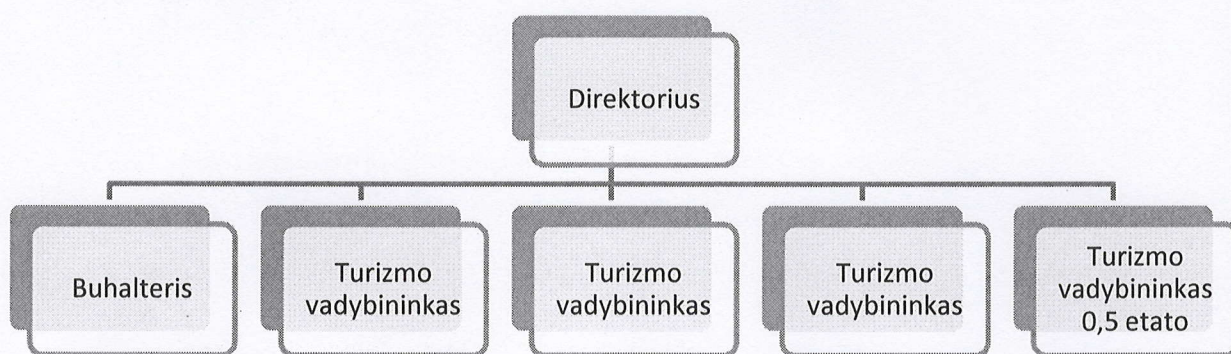 Direktorius
Buhalteris
Turizmo
vadybininkas
Turizmo
vadybininkas
Turizmo
vadybininkas
Turizmo
vadybininkas
0,5 etato